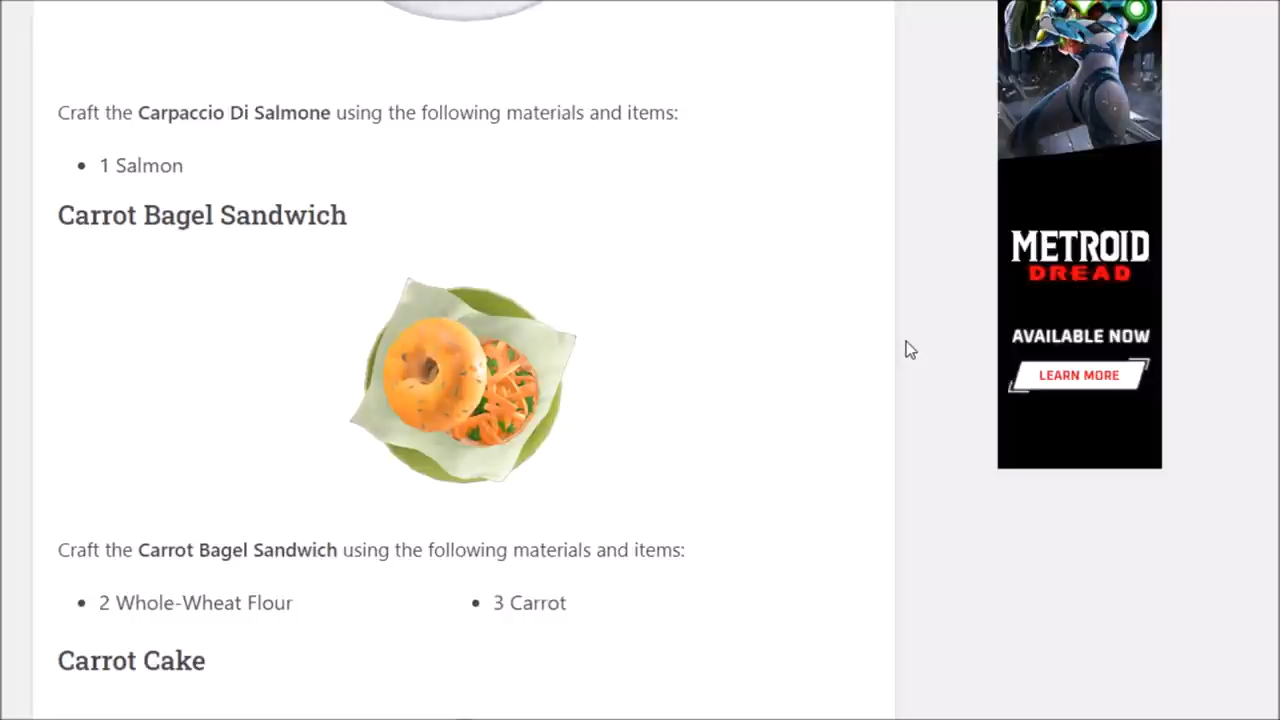 Craft the Carpaccio Di Salmone using the following materials and items:
• 1 Salmon
Carrot Bagel Sandwich
Craft the Carrot Bagel Sandwich using the following materials and items:
• 2 Whole-Wheat Flour
• 3 Carrot
Carrot Cake
METROID
DREAD
AVAILABLE NOW
LEARN MORE